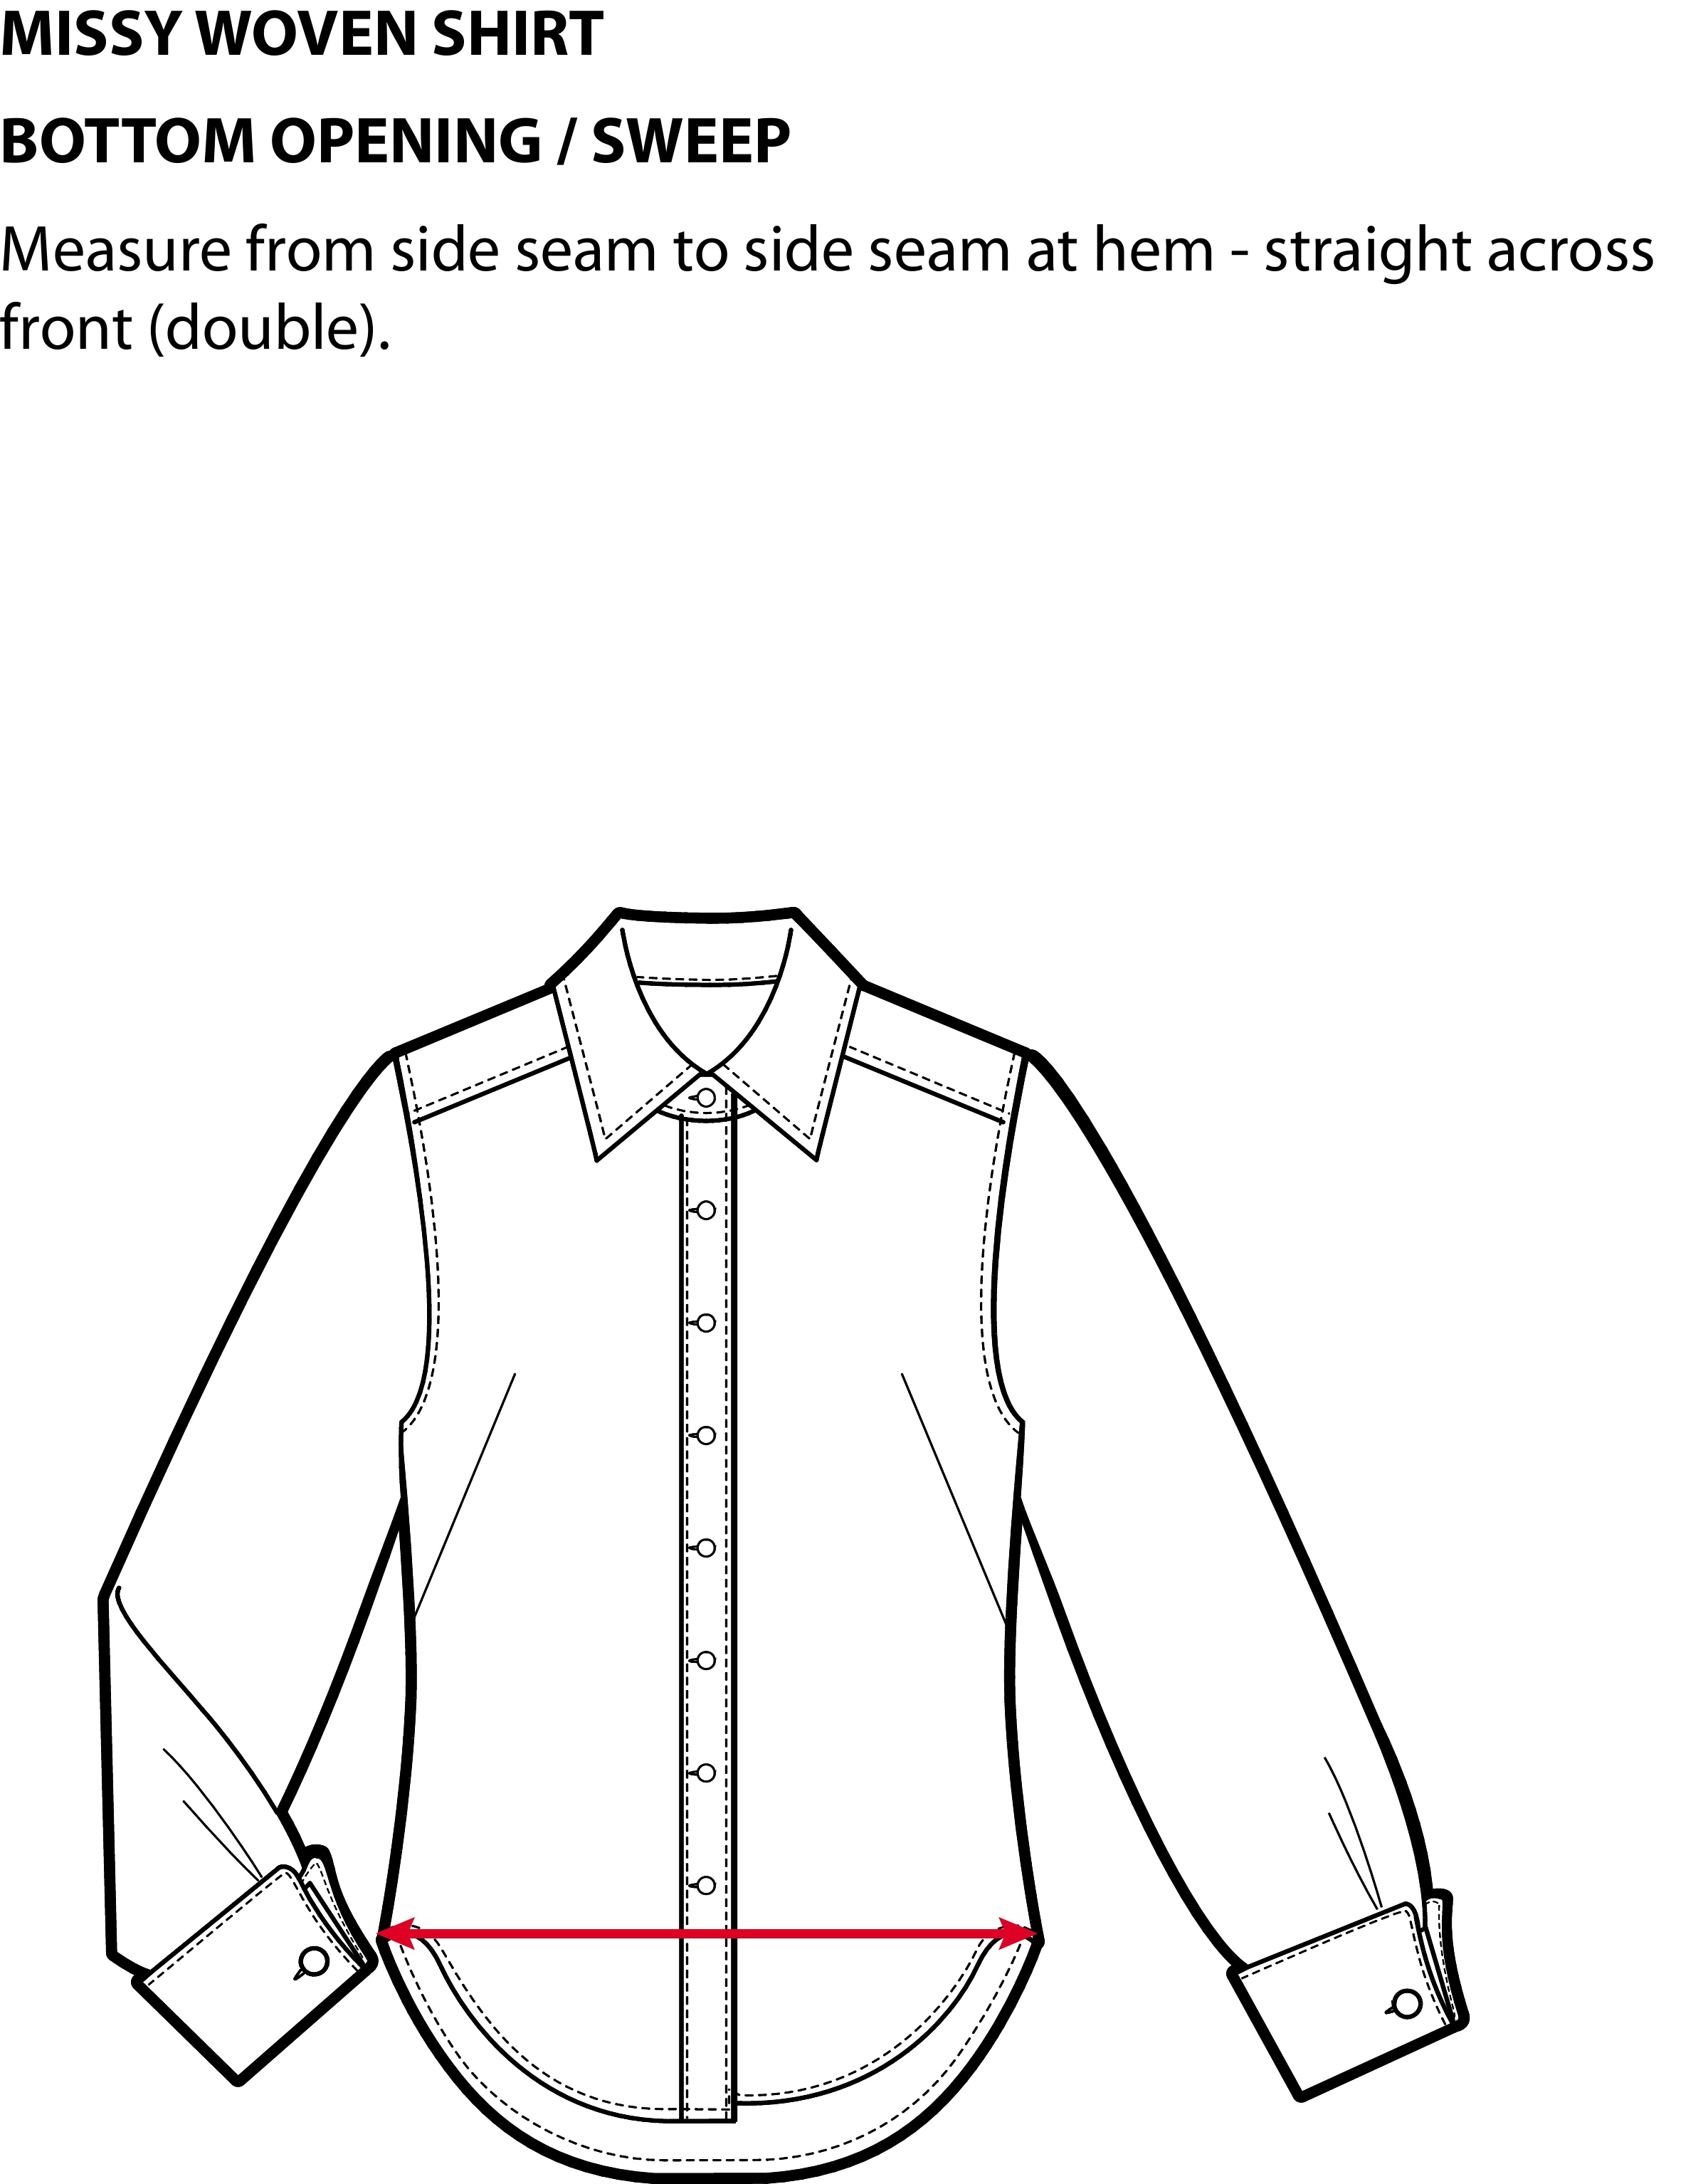 MISSY WOVEN SHIRT
BOTTOM OPENING / SWEEP
Measure from side seam to side seam at hem - straight across
front (double).